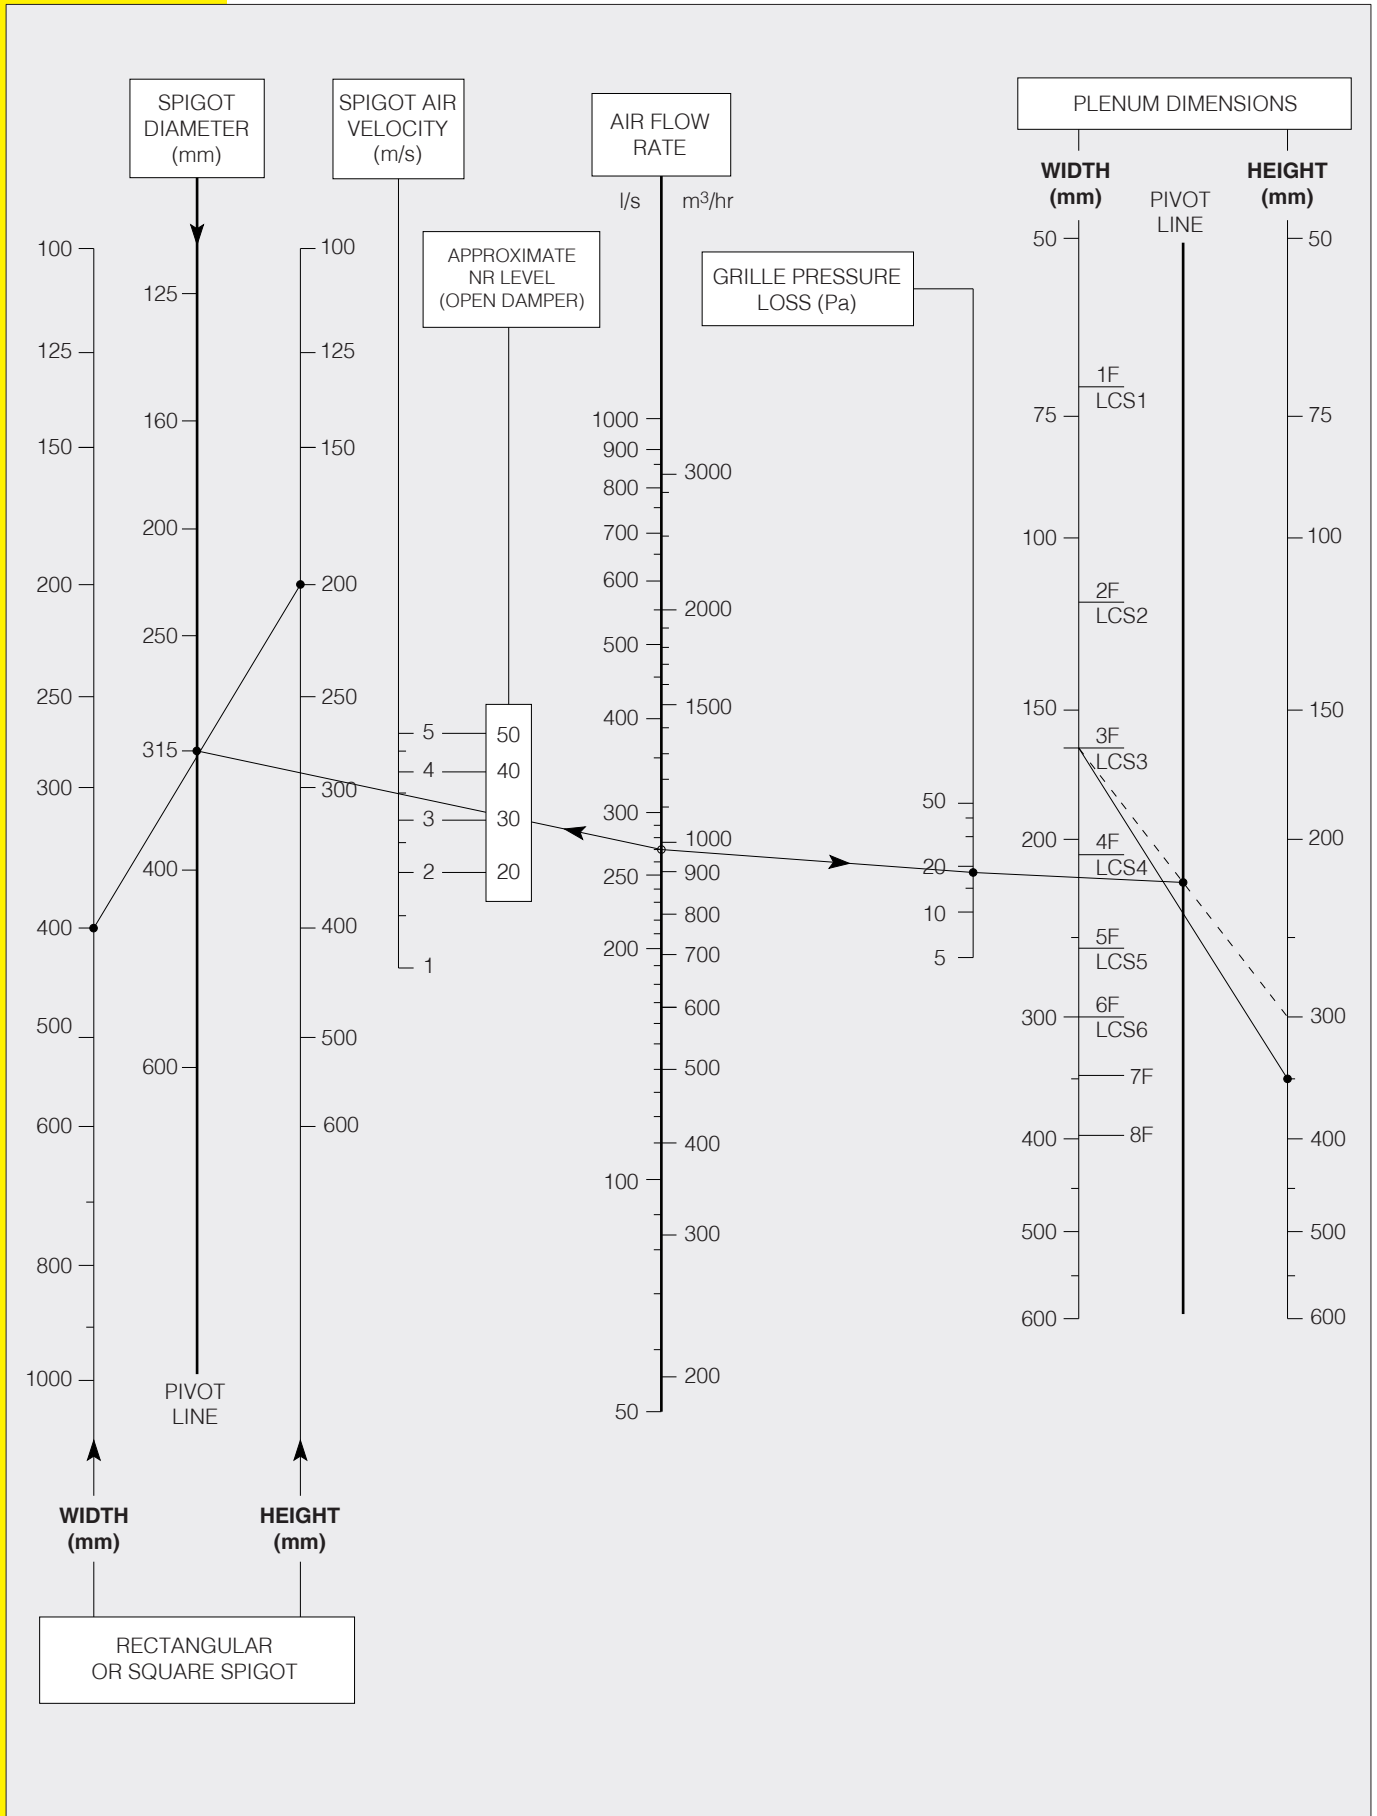 SPIGOT
DIAMETER
(mm)
SPIGOT AIR
VELOCITY
(m/s)
AIR FLOW
RATE
l/s
m³/hr
APPROXIMATE
NR LEVEL
(OPEN DAMPER)
GRILLE PRESSURE
LOSS (Pa)
PLENUM DIMENSIONS
WIDTH
(mm)
PIVOT
LINE
HEIGHT
(mm)
100
125
150
200
250
300
400
500
600
800
1000
125
160
200
250
315
400
600
PIVOT
LINE
100
125
150
200
250
300
400
500
600
5
4
3
2
1
50
40
30
20
1000
900
800
700
600
500
400
300
250
200
100
50
3000
2000
1500
1000
900
800
700
600
500
400
300
200
50
20
10
5
50
75
100
150
200
300
400
500
600
1F
LCS1
2F
LCS2
3F
LCS3
4F
LCS4
5F
LCS5
6F
LCS6
7F
8F
50
75
100
150
200
300
400
500
600
WIDTH
(mm)
HEIGHT
(mm)
RECTANGULAR
OR SQUARE SPIGOT